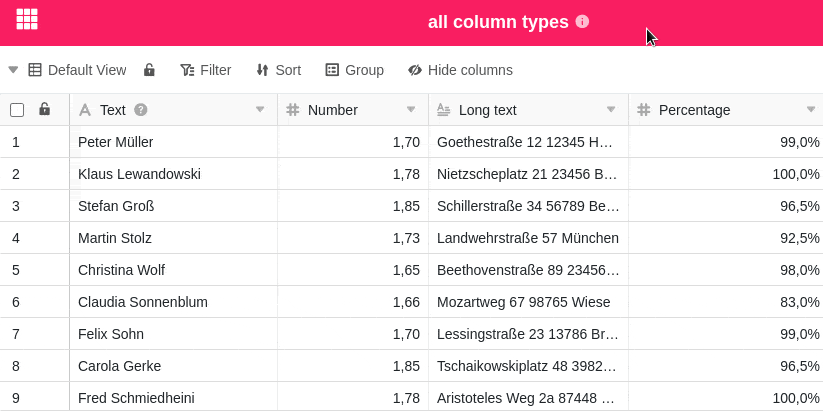 all column types
Default View Filter Sort Group Hide columns
Text Number Long text Percentage
1 Peter Müller 1,70 Goethestraße 12 12345 H… 99,0%
2 Klaus Lewandowski 1,78 Nietzscheplatz 21 23456 B… 100,0%
3 Stefan Groß 1,85 Schillerstraße 34 56789 Be… 96,5%
4 Martin Stolz 1,73 Landwehrstraße 57 München 92,5%
5 Christina Wolf 1,65 Beethovenstraße 89 23456… 98,0%
6 Claudia Sonnenblum 1,66 Mozartweg 67 98765 Wiese 83,0%
7 Felix Sohn 1,70 Lessingstraße 23 13786 Br… 99,0%
8 Carola Gerke 1,85 Tschaikowskiplatz 48 3982… 96,5%
9 Fred Schmiedheini 1,78 Aristoteles Weg 2a 87448 … 100,0%